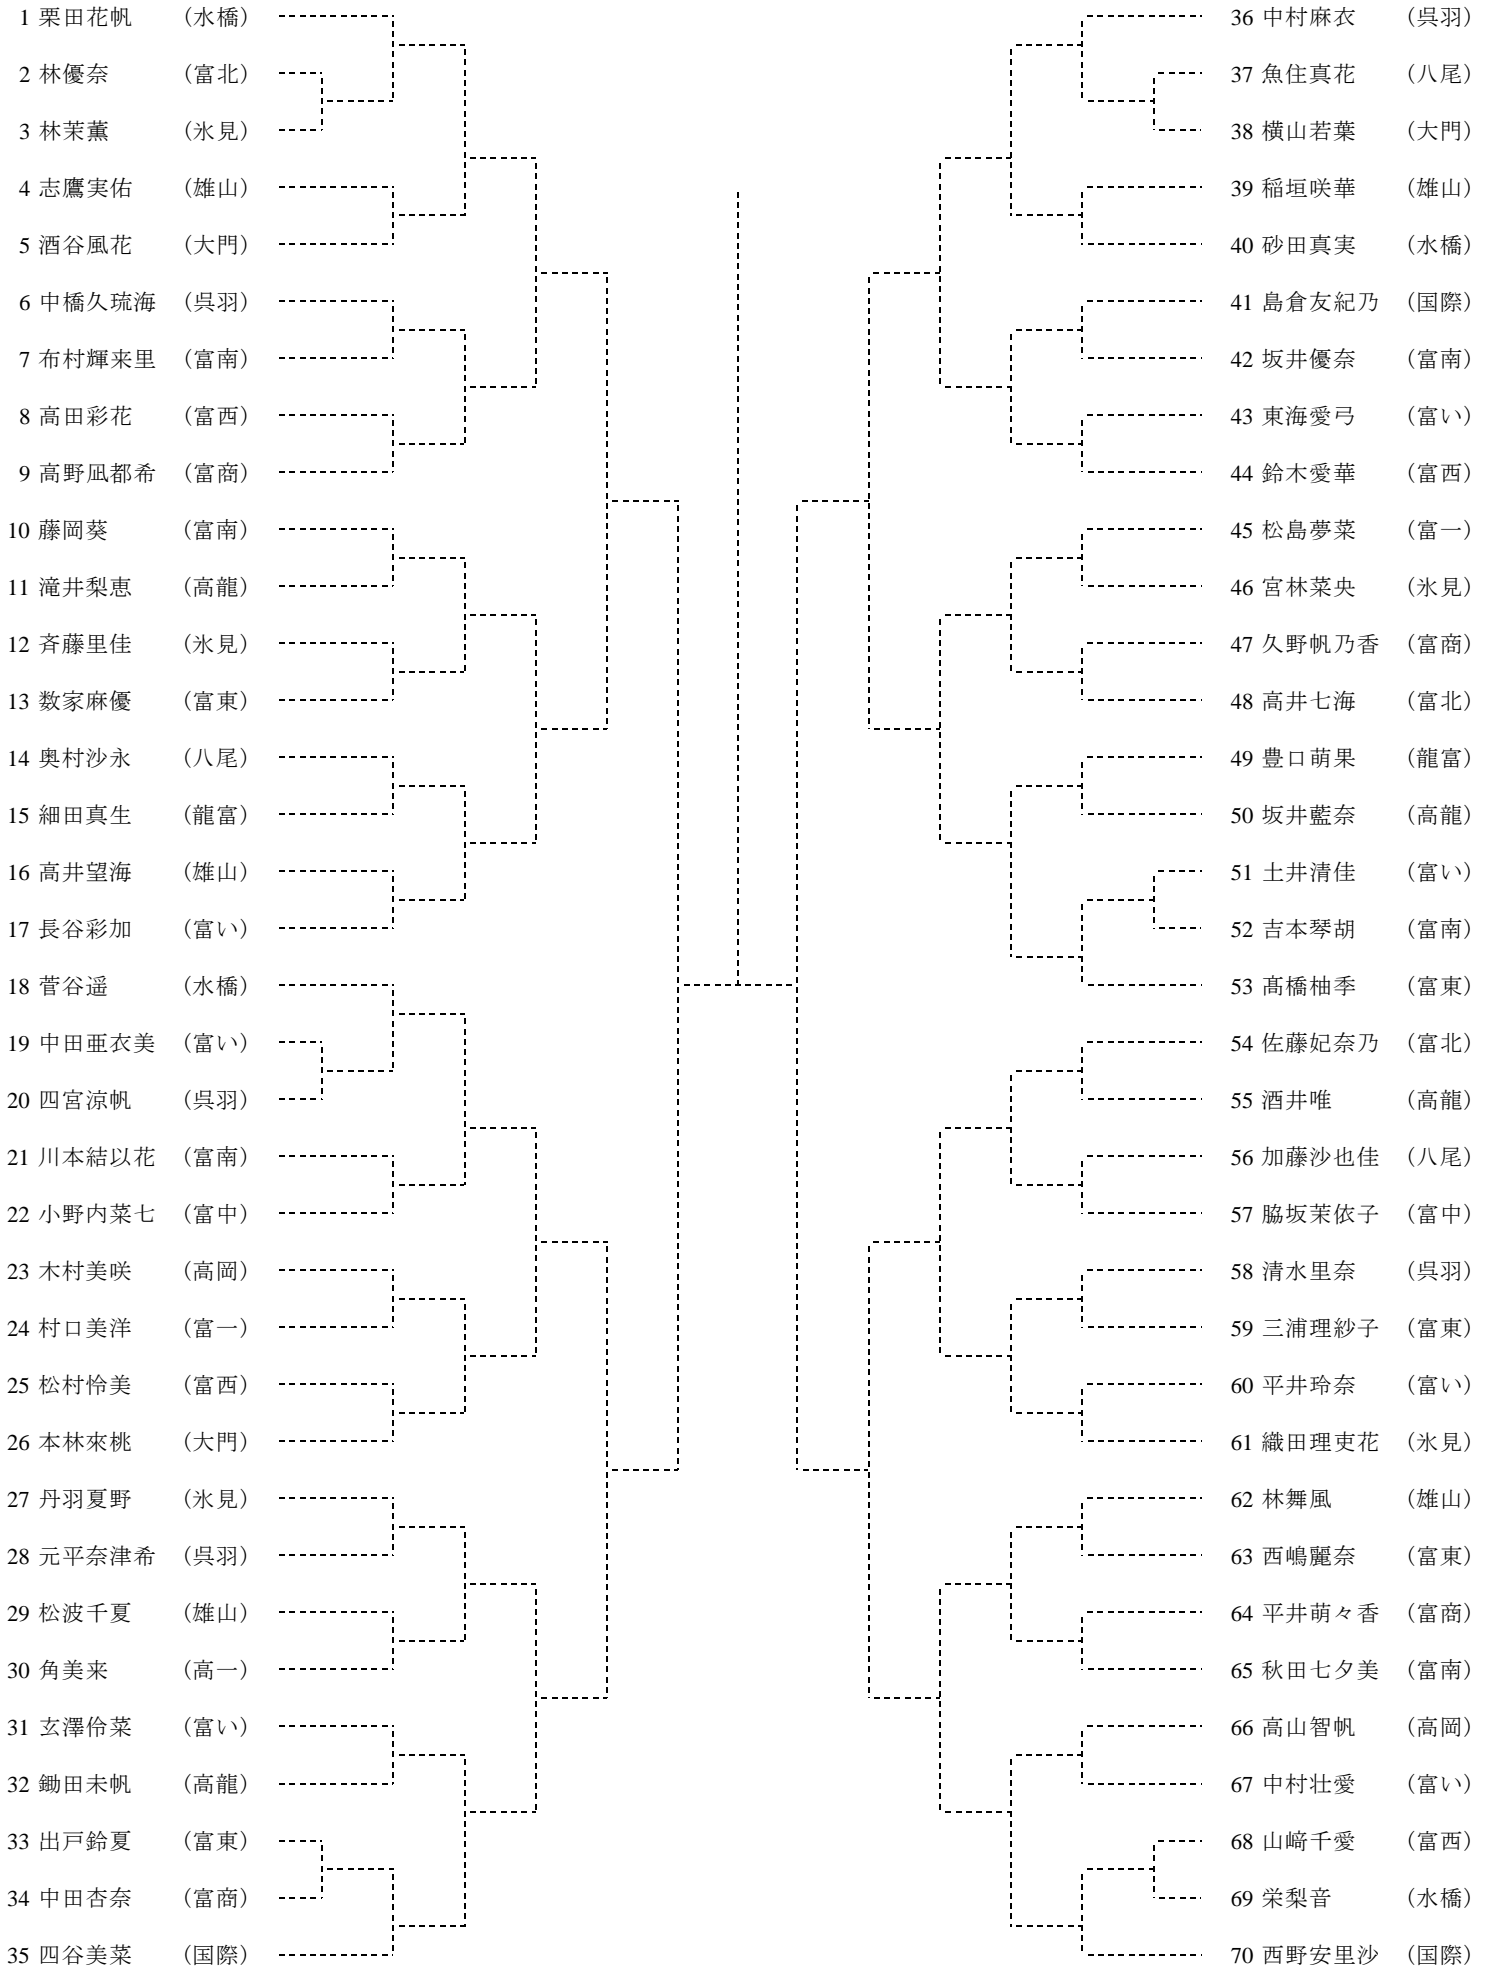 1 栗田花帆 （水橋）
2 林優奈 （富北）
3 林茉薫 （氷見）
4 志鷹実佑 （雄山）
5 酒谷風花 （大門）
6 中橋久琉海 （呉羽）
7 布村輝来里 （富南）
8 高田彩花 （富西）
9 高野凪都希 （富商）
10 藤岡葵 （富南）
11 滝井梨恵 （高龍）
12 斉藤里佳 （氷見）
13 数家麻優 （富東）
14 奥村沙永 （八尾）
15 細田真生 （龍富）
16 高井望海 （雄山）
17 長谷彩加 （富い）
18 菅谷遥 （水橋）
19 中田亜衣美 （富い）
20 四宮涼帆 （呉羽）
21 川本結以花 （富南）
22 小野内菜七 （富中）
23 木村美咲 （高岡）
24 村口美洋 （富一）
25 松村怜美 （富西）
26 本林來桃 （大門）
27 丹羽夏野 （氷見）
28 元平奈津希 （呉羽）
29 松波千夏 （雄山）
30 角美来 （高一）
31 玄澤伶菜 （富い）
32 鋤田未帆 （高龍）
33 出戸鈴夏 （富東）
34 中田杏奈 （富商）
35 四谷美菜 （国際）
36 中村麻衣 （呉羽）
37 魚住真花 （八尾）
38 横山若葉 （大門）
39 稲垣咲華 （雄山）
40 砂田真実 （水橋）
41 島倉友紀乃 （国際）
42 坂井優奈 （富南）
43 東海愛弓 （富い）
44 鈴木愛華 （富西）
45 松島夢菜 （富一）
46 宮林菜央 （氷見）
47 久野帆乃香 （富商）
48 高井七海 （富北）
49 豊口萌果 （龍富）
50 坂井藍奈 （高龍）
51 土井清佳 （富い）
52 吉本琴胡 （富南）
53 髙橋柚季 （富東）
54 佐藤妃奈乃 （富北）
55 酒井唯 （高龍）
56 加藤沙也佳 （八尾）
57 脇坂茉依子 （富中）
58 清水里奈 （呉羽）
59 三浦理紗子 （富東）
60 平井玲奈 （富い）
61 織田理吏花 （氷見）
62 林舞風 （雄山）
63 西嶋麗奈 （富東）
64 平井萌々香 （富商）
65 秋田七夕美 （富南）
66 高山智帆 （高岡）
67 中村壮愛 （富い）
68 山﨑千愛 （富西）
69 栄梨音 （水橋）
70 西野安里沙 （国際）